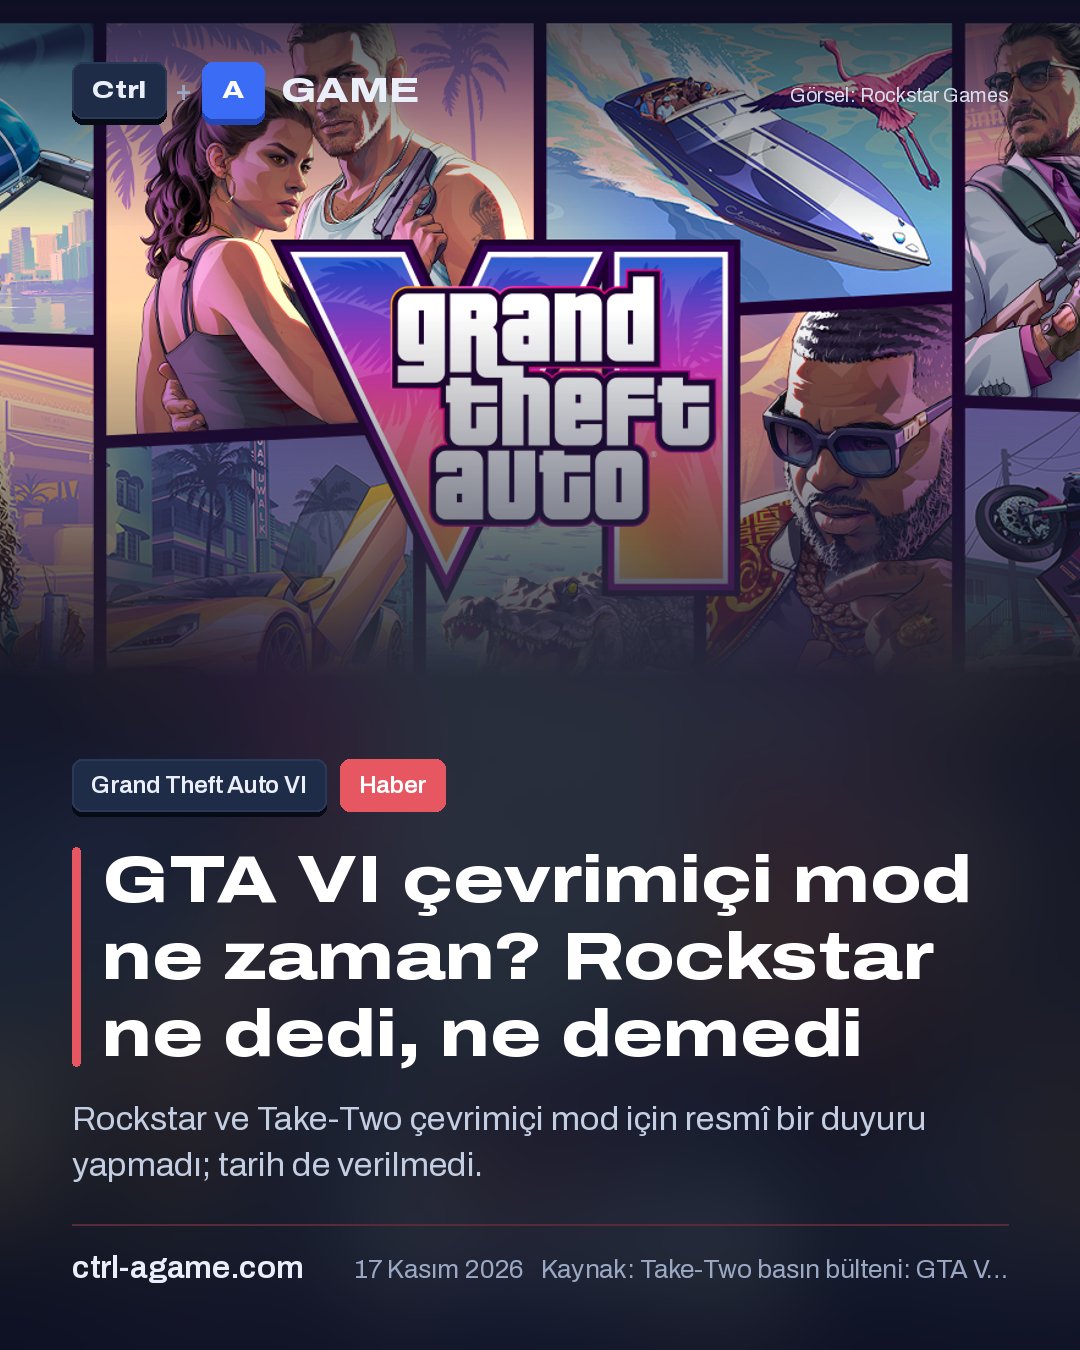 Ctrl + A GAME
Görsel: Rockstar Games
VI
grand
theft
auto
Grand Theft Auto VI
Haber
GTA VI çevrimiçi mod
ne zaman? Rockstar
ne dedi, ne demedi
Rockstar ve Take-Two çevrimiçi mod için resmî bir duyuru
yapmadı; tarih de verilmedi.
ctrl-agame.com
17 Kasım 2026 Kaynak: Take-Two basın bülteni: GTA V...